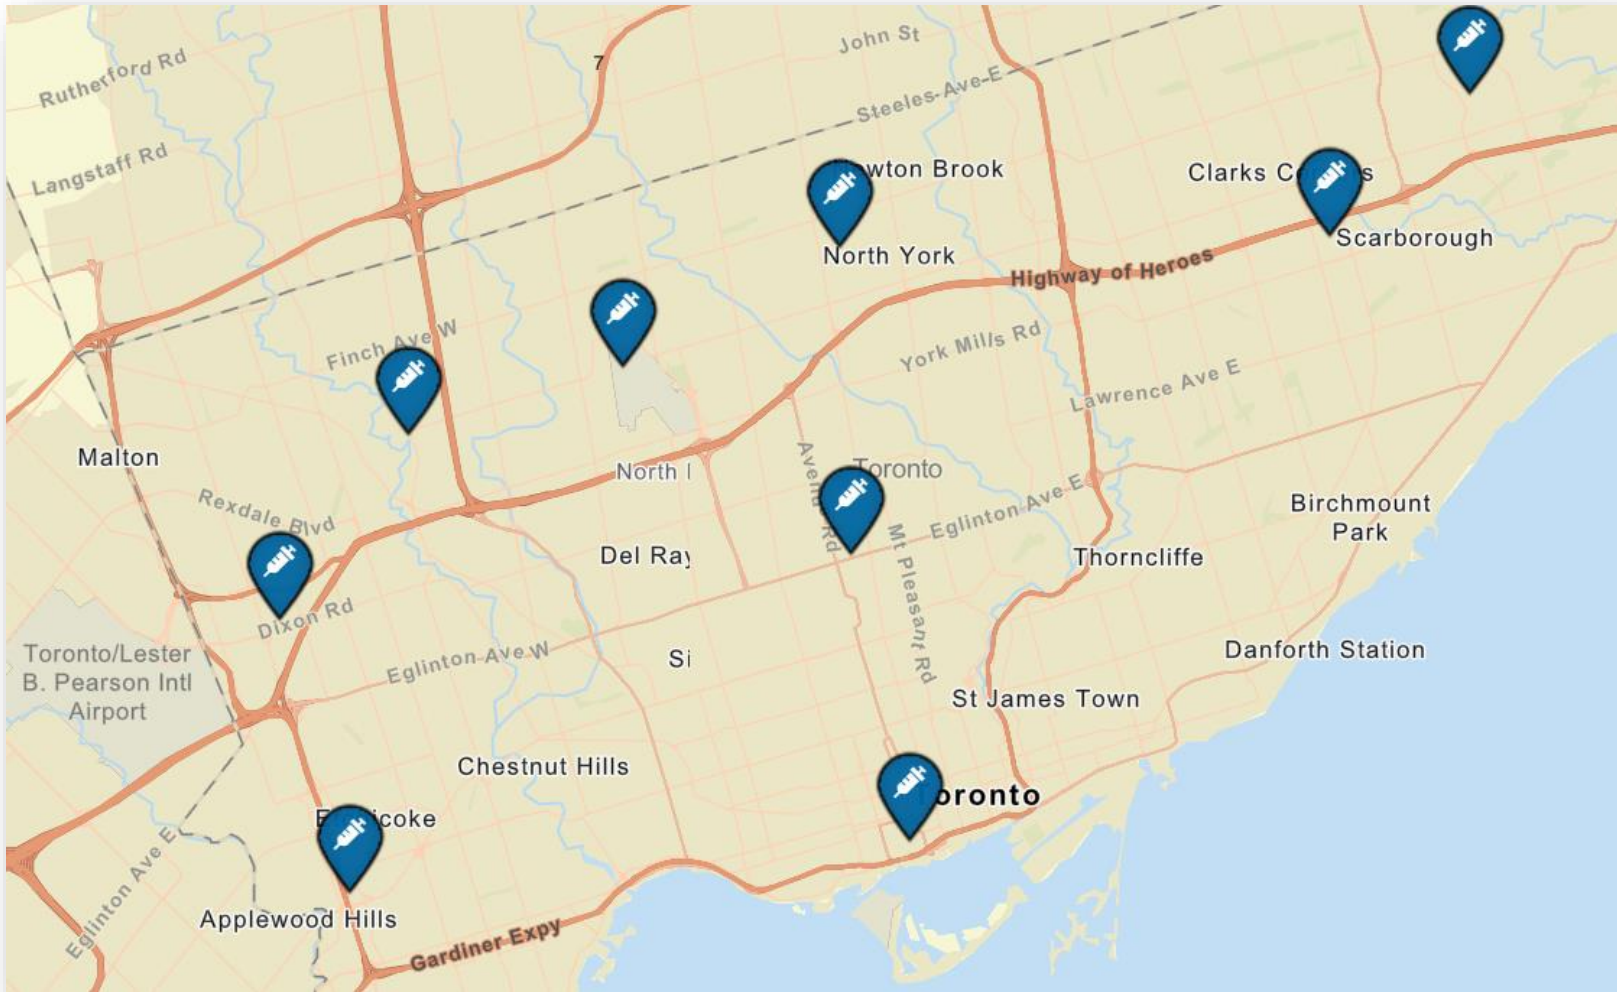 John St
7
Rutherford Rd
Steeles Ave E
Langstaff Rd
Brook
Clarks
North York
Scarborough
Highway of Heroes
Finch Ave W
York Mills Rd
Lawrence Ave E
Malton
North
Toronto
Avenue Rd
Rexdale Blvd
Eglinton Ave E
Birchmount
Park
Mt Pleasant Rd
Del Ray
Thorncliffe
Dixon Rd
Toronto/Lester
B. Pearson Intl
Airport
Eglinton Ave W
Si
Danforth Station
St James Town
Chestnut Hills
Toronto
Eglinton Ave E
Applewood Hills
Gardiner Expy